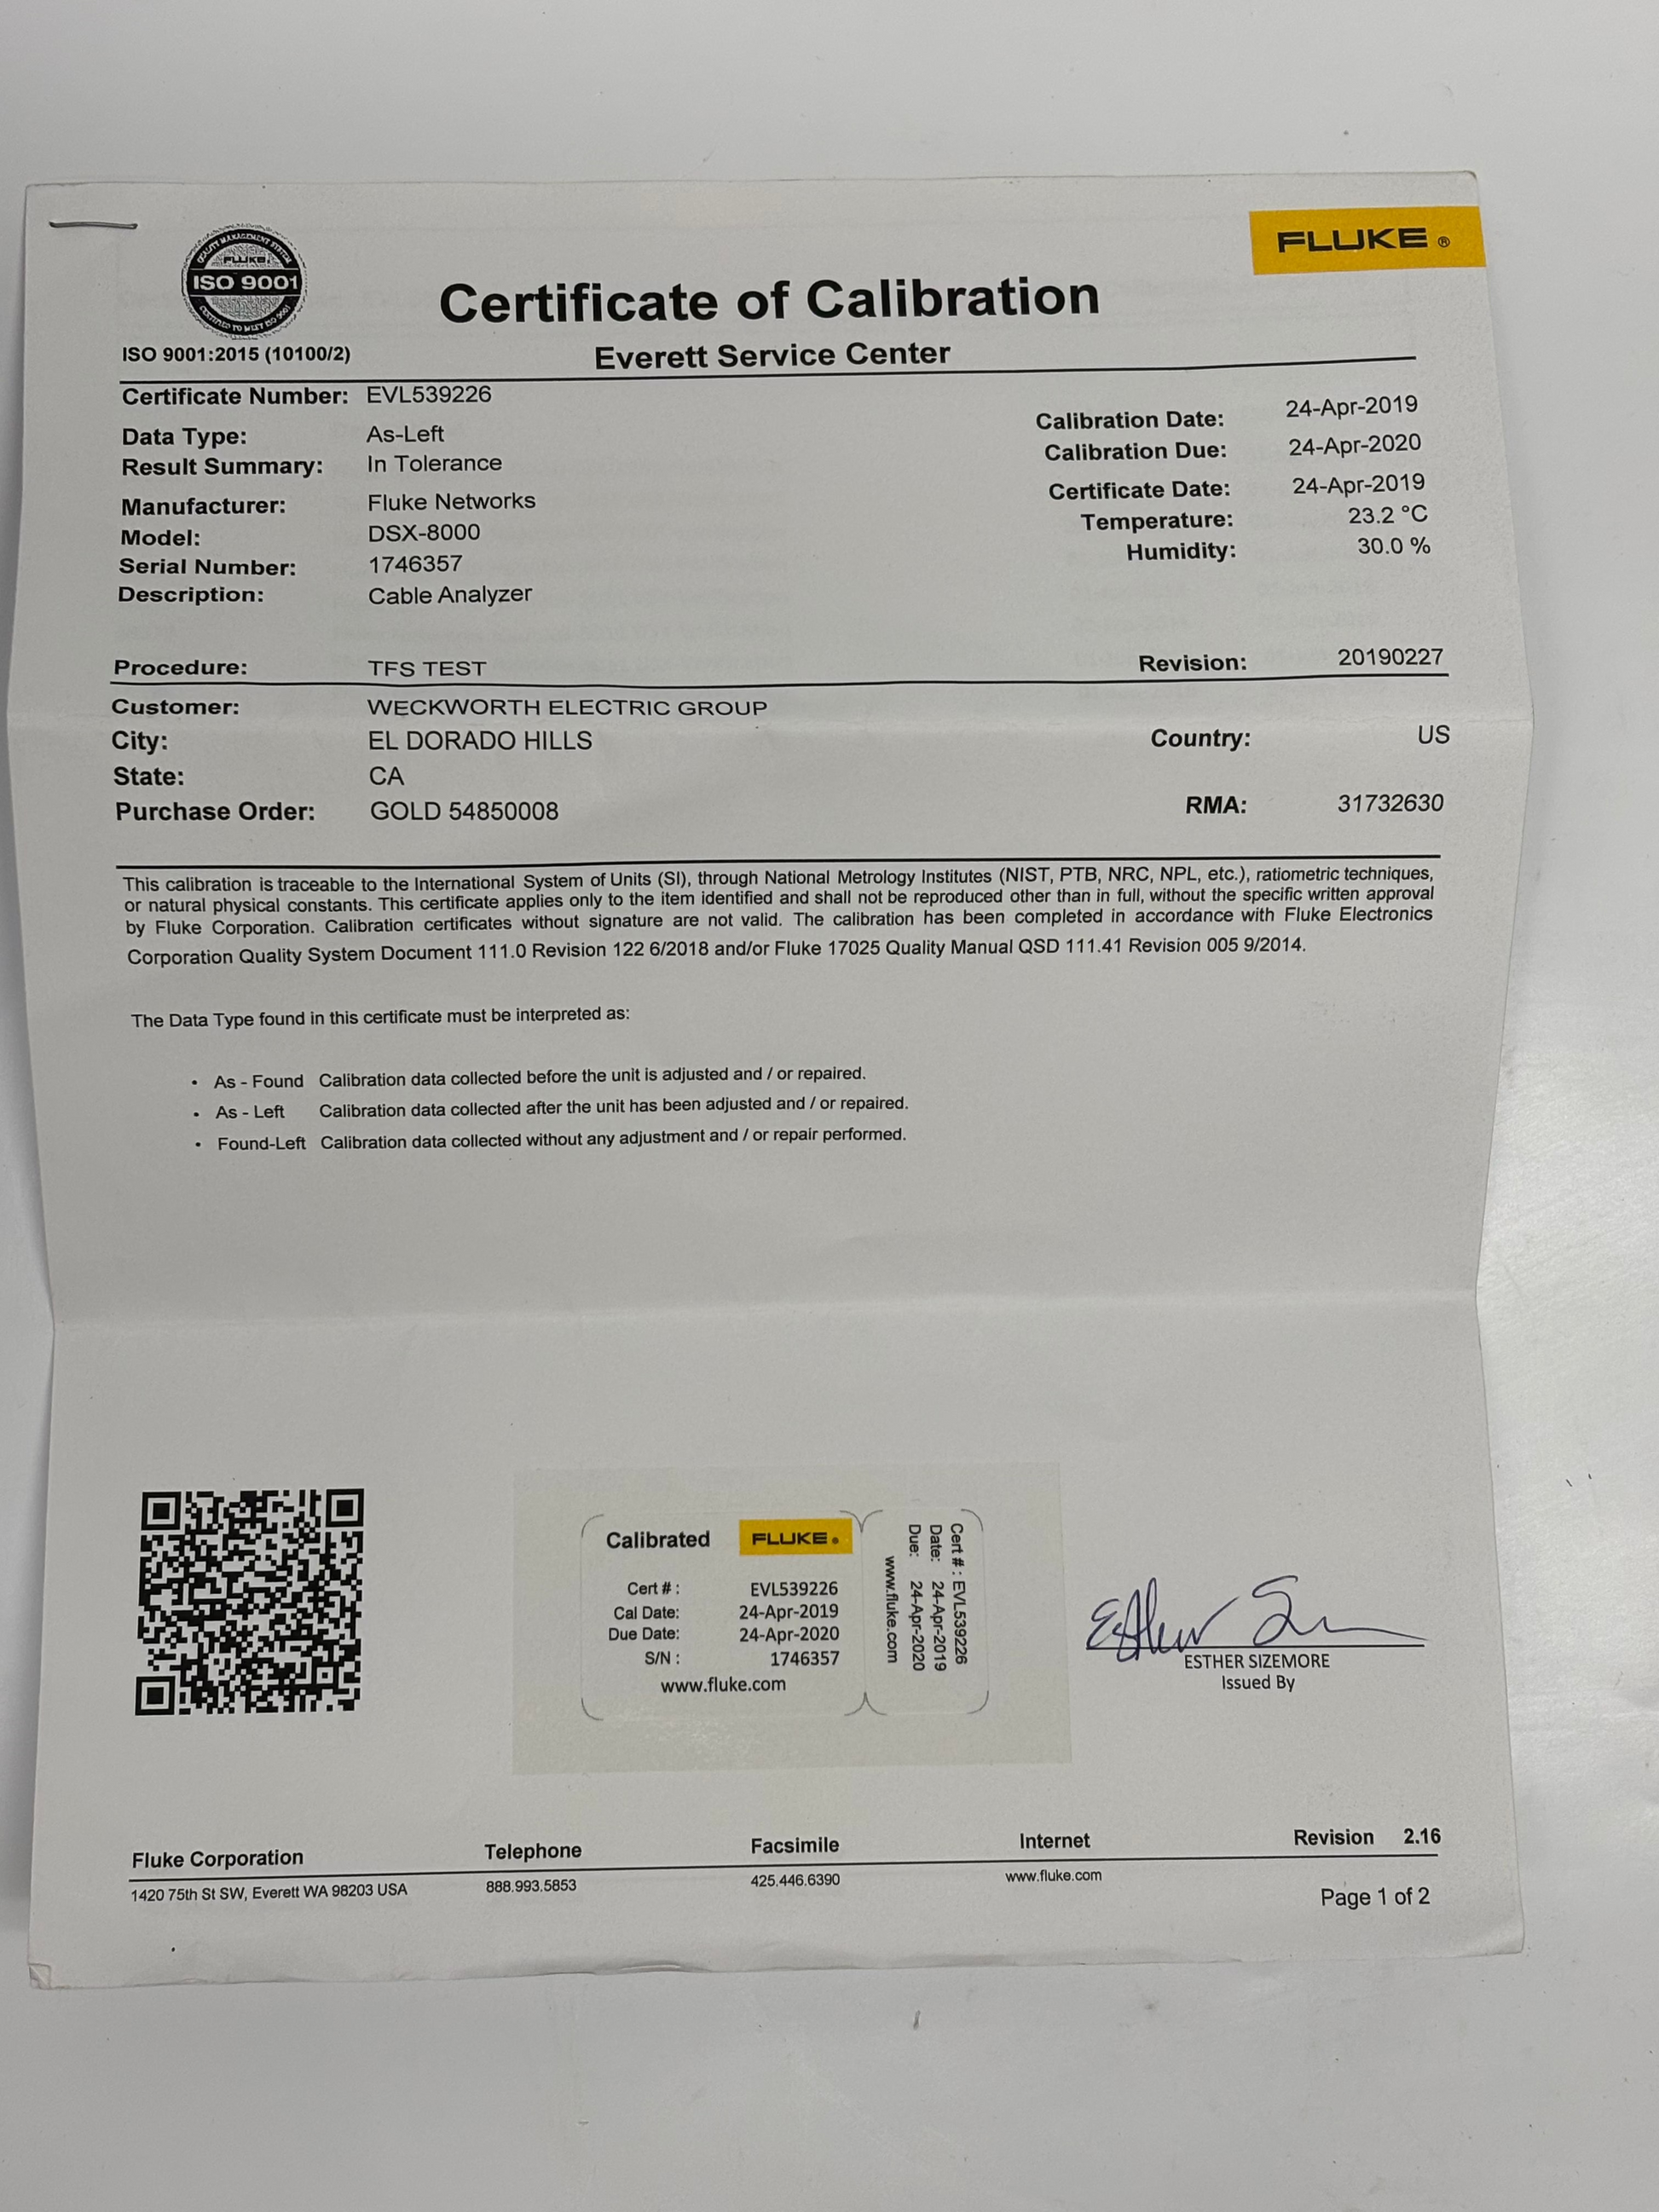 QUALITY MANAGEMENT SYSTEM
FLUKE
ISO 9001
CERTIFIED TO MEET ISO 9001
FLUKE ®
Certificate of Calibration
ISO 9001:2015 (10100/2)
Everett Service Center
Certificate Number: EVL539226
Data Type: As-Left
Result Summary: In Tolerance
Manufacturer: Fluke Networks
Model: DSX-8000
Serial Number: 1746357
Description: Cable Analyzer
Calibration Date: 24-Apr-2019
Calibration Due: 24-Apr-2020
Certificate Date: 24-Apr-2019
Temperature: 23.2 °C
Humidity: 30.0 %
Procedure: TFS TEST Revision: 20190227
Customer: WECKWORTH ELECTRIC GROUP
City: EL DORADO HILLS Country: US
State: CA
Purchase Order: GOLD 54850008 RMA: 31732630
This calibration is traceable to the International System of Units (SI), through National Metrology Institutes (NIST, PTB, NRC, NPL, etc.), ratiometric techniques,
or natural physical constants. This certificate applies only to the item identified and shall not be reproduced other than in full, without the specific written approval
by Fluke Corporation. Calibration certificates without signature are not valid. The calibration has been completed in accordance with Fluke Electronics
Corporation Quality System Document 111.0 Revision 122 6/2018 and/or Fluke 17025 Quality Manual QSD 111.41 Revision 005 9/2014.
The Data Type found in this certificate must be interpreted as:
• As - Found Calibration data collected before the unit is adjusted and / or repaired.
• As - Left Calibration data collected after the unit has been adjusted and / or repaired.
• Found-Left Calibration data collected without any adjustment and / or repair performed.
Calibrated FLUKE ®
Cert # : EVL539226
Cal Date: 24-Apr-2019
Due Date: 24-Apr-2020
S/N : 1746357
www.fluke.com
Cert # : EVL539226
Date: 24-Apr-2019
Due: 24-Apr-2020
www.fluke.com
ESTHER SIZEMORE
Issued By
Fluke Corporation Telephone Facsimile Internet Revision 2.16
1420 75th St SW, Everett WA 98203 USA 888.993.5853 425.446.6390 www.fluke.com
Page 1 of 2